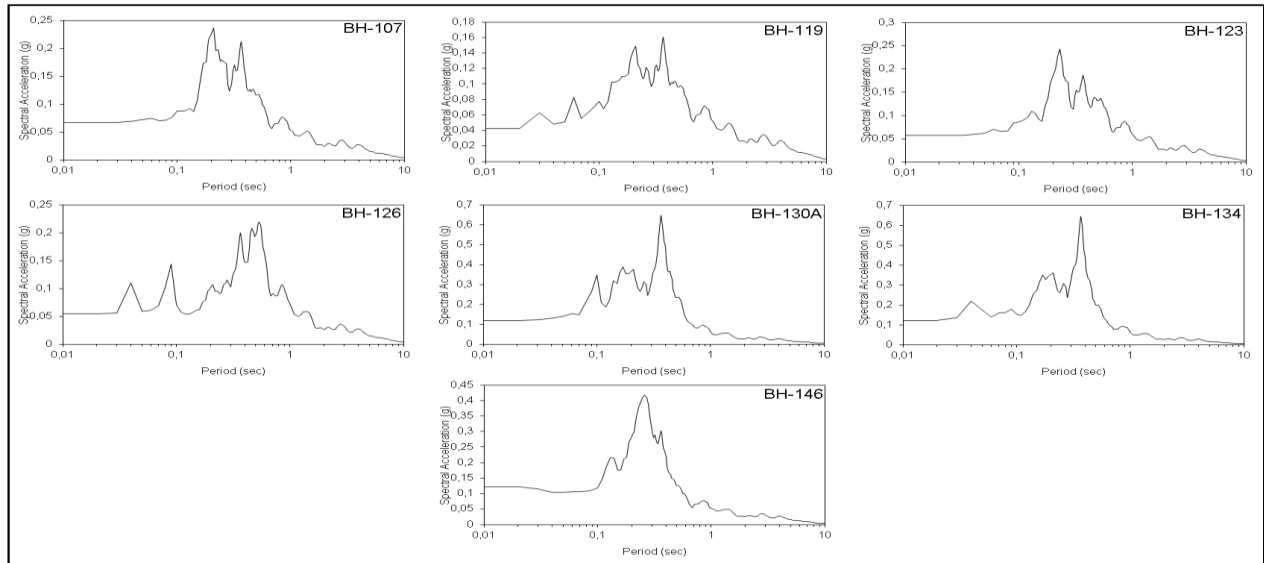 BH-107
Spectral Acceleration (g)
0,25
0,2
0,15
0,1
0,05
0
0,01 0,1 1 10
Period (sec)
BH-119
Spectral Acceleration (g)
0,18
0,16
0,14
0,12
0,1
0,08
0,06
0,04
0,02
0
0,01 0,1 1 10
Period (sec)
BH-123
Spectral Acceleration (g)
0,3
0,25
0,2
0,15
0,1
0,05
0
0,01 0,1 1 10
Period (sec)
BH-126
Spectral Acceleration (g)
0,25
0,2
0,15
0,1
0,05
0
0,01 0,1 1 10
Period (sec)
BH-130A
Spectral Acceleration (g)
0,7
0,6
0,5
0,4
0,3
0,2
0,1
0
0,01 0,1 1 10
Period (sec)
BH-134
Spectral Acceleration (g)
0,7
0,6
0,5
0,4
0,3
0,2
0,1
0
0,01 0,1 1 10
Period (sec)
BH-146
Spectral Acceleration (g)
0,45
0,4
0,35
0,3
0,25
0,2
0,15
0,1
0,05
0
0,01 0,1 1 10
Period (sec)